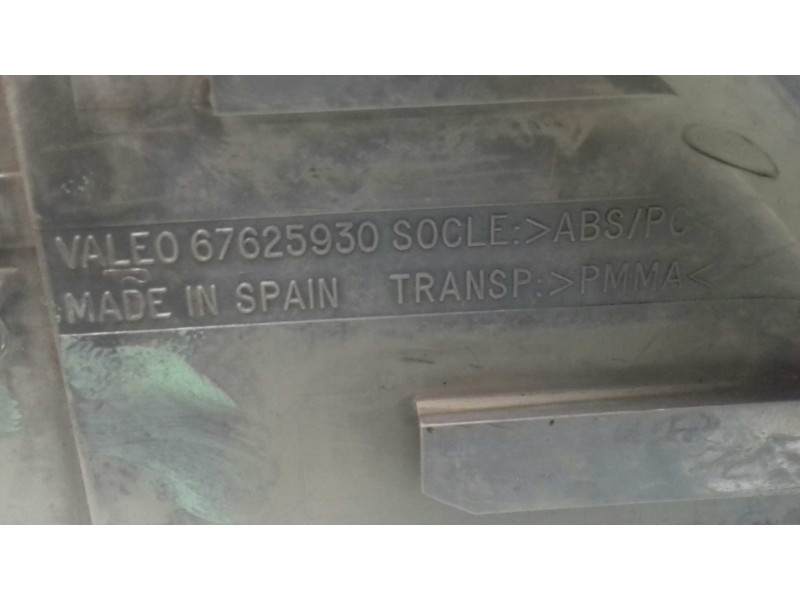 VALEO 67625930 SOCLE:>ABS/PC<
MADE IN SPAIN TRANSP:>PMMA<